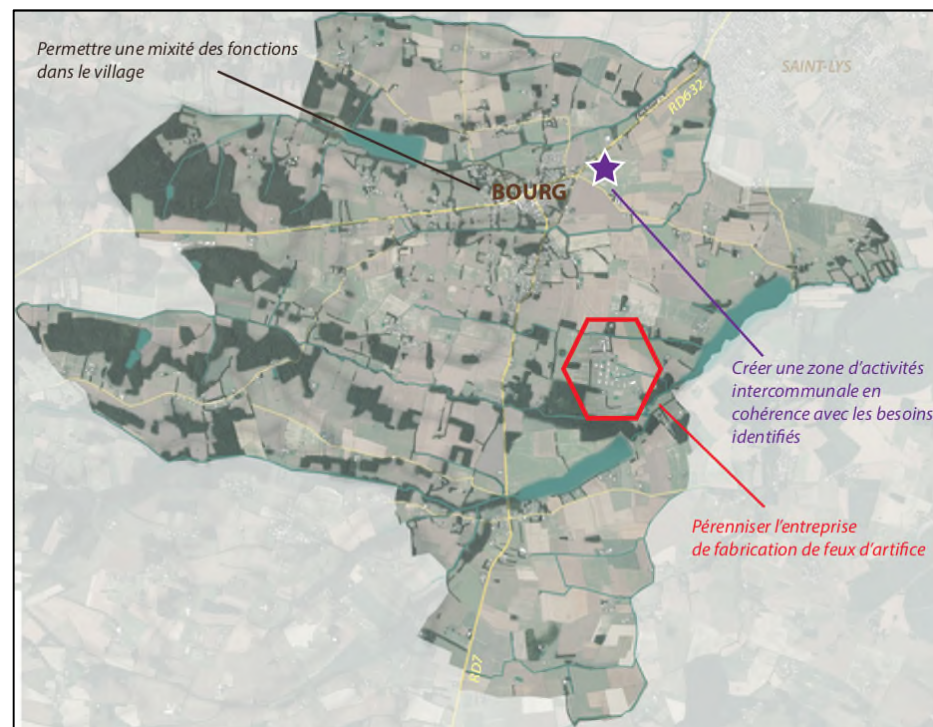 Permettre une mixité des fonctions
dans le village
SAINT-LYS
RD632
BOURG
Créer une zone d'activités
intercommunale en
cohérence avec les besoins
identifiés
Pérenniser l'entreprise
de fabrication de feux d'artifice
RD7